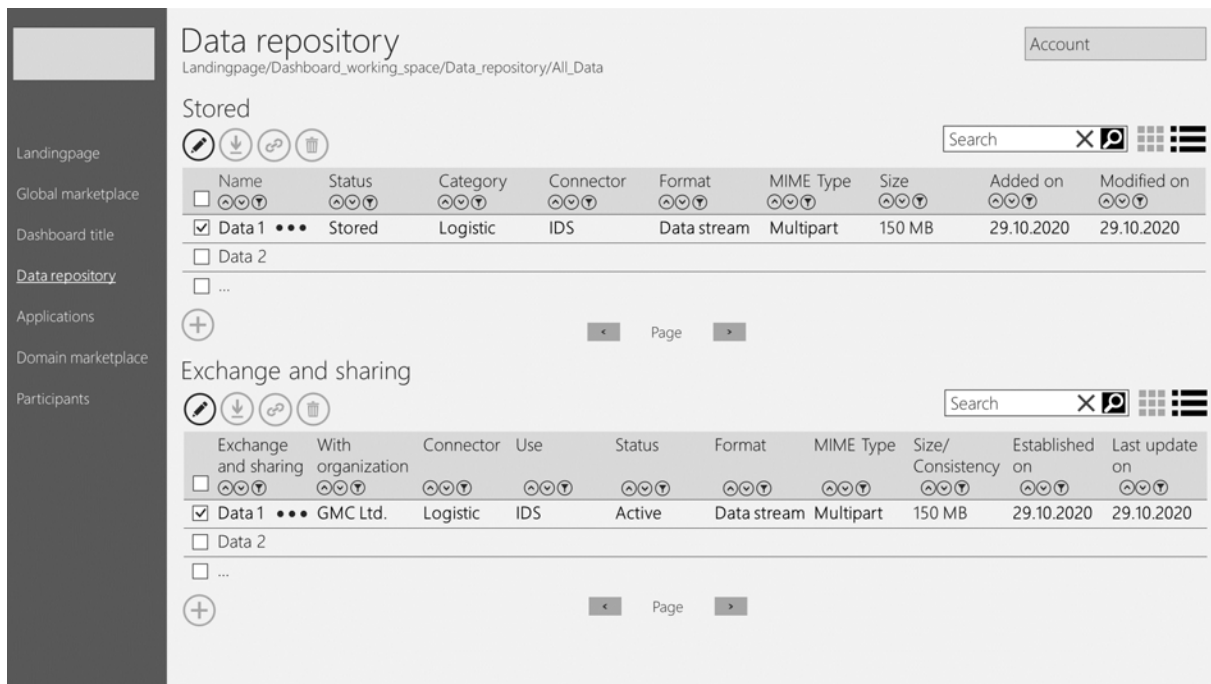 Data repository
Account
Landingpage/Dashboard_working_space/Data_repository/All_Data
Landingpage
Global marketplace
Dashboard title
Data repository
Applications
Domain marketplace
Participants
Stored
Search
Name Status Category Connector Format MIME Type Size Added on Modified on
Data 1 ••• Stored Logistic IDS Data stream Multipart 150 MB 29.10.2020 29.10.2020
Data 2
...
< Page >
Exchange and sharing
Search
Exchange With Connector Use Status Format MIME Type Size/ Established Last update
and sharing organization Consistency on on
Data 1 ••• GMC Ltd. Logistic IDS Active Data stream Multipart 150 MB 29.10.2020 29.10.2020
Data 2
...
< Page >